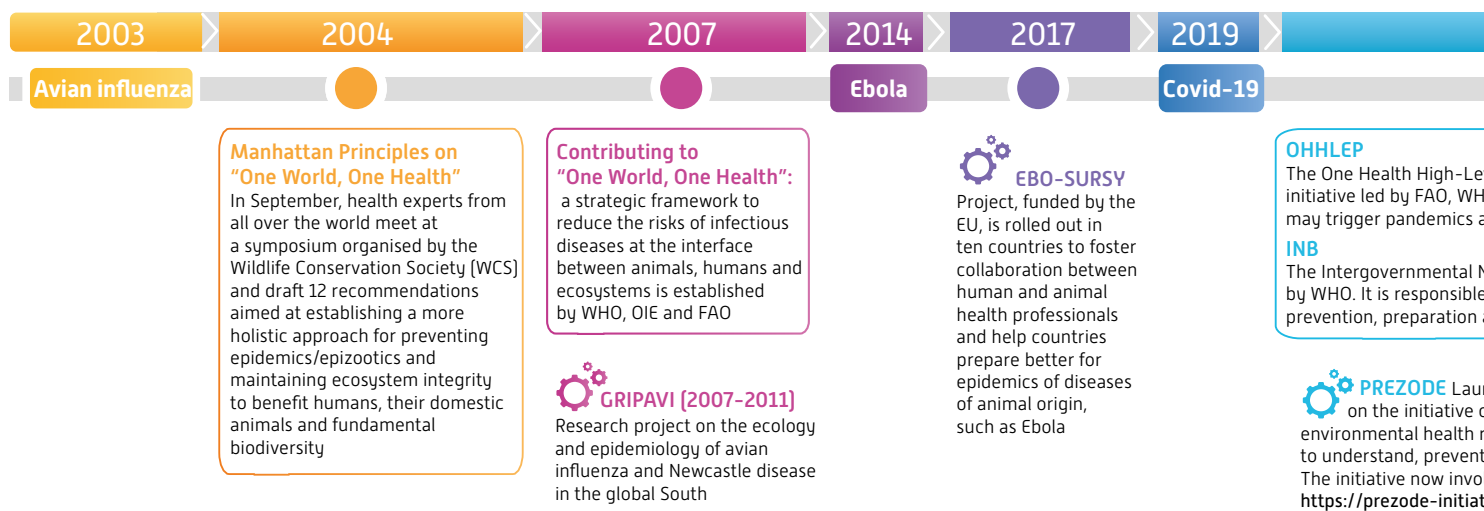 2003
2004
2007
2014
2017
2019
Avian influenza
Ebola
Covid-19
Manhattan Principles on
“One World, One Health”
In September, health experts from
all over the world meet at
a symposium organised by the
Wildlife Conservation Society (WCS)
and draft 12 recommendations
aimed at establishing a more
holistic approach for preventing
epidemics/epizootics and
maintaining ecosystem integrity
to benefit humans, their domestic
animals and fundamental
biodiversity
Contributing to
“One World, One Health”:
a strategic framework to
reduce the risks of infectious
diseases at the interface
between animals, humans and
ecosystems is established
by WHO, OIE and FAO
GRIPAVI (2007-2011)
Research project on the ecology
and epidemiology of avian
influenza and Newcastle disease
in the global South
EBO-SURSY
Project, funded by the
EU, is rolled out in
ten countries to foster
collaboration between
human and animal
health professionals
and help countries
prepare better for
epidemics of diseases
of animal origin,
such as Ebola
OHHLEP
The One Health High-Le
initiative led by FAO, WH
may trigger pandemics a
INB
The Intergovernmental N
by WHO. It is responsible
prevention, preparation a
PREZODE Laur
on the initiative o
environmental health r
to understand, prevent
The initiative now invo
https://prezode-initiat